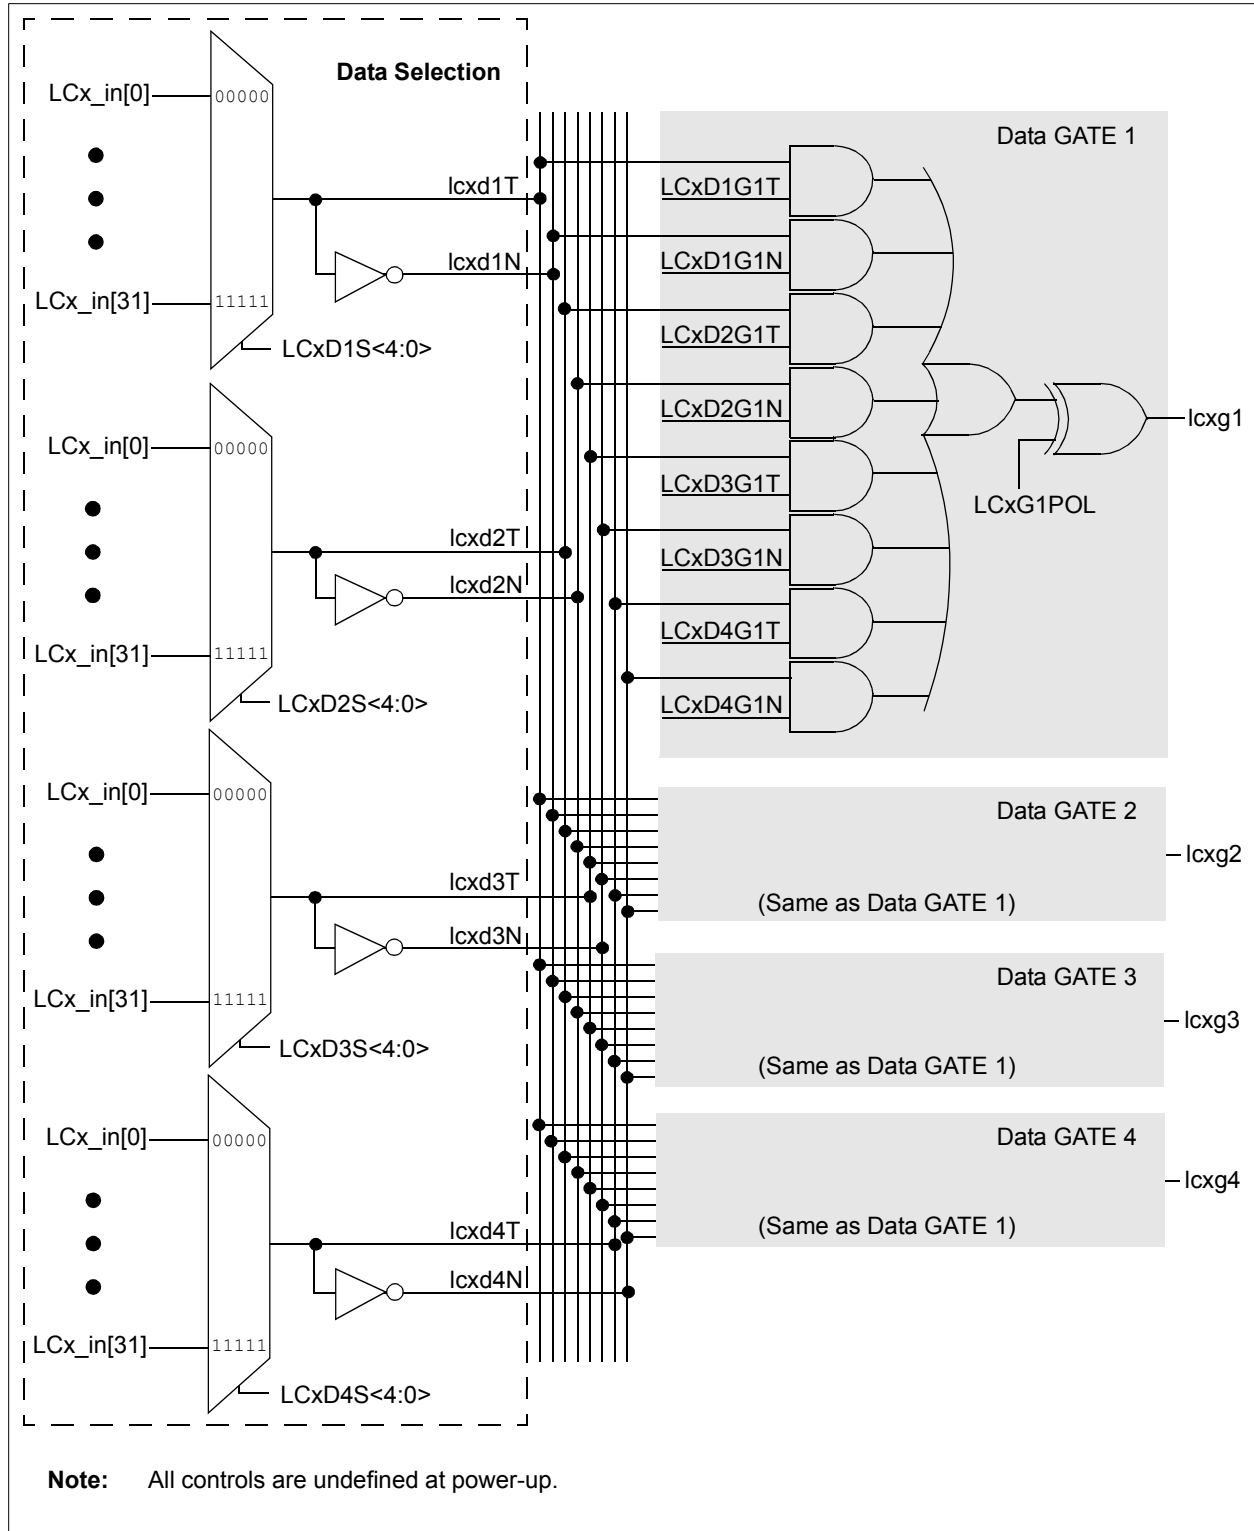 Data Selection
LCx_in[0]
00000
lcxd1T
lcxd1N
LCx_in[31]
11111
LCxD1S<4:0>
LCx_in[0]
00000
lcxd2T
lcxd2N
LCx_in[31]
11111
LCxD2S<4:0>
LCx_in[0]
00000
lcxd3T
lcxd3N
LCx_in[31]
11111
LCxD3S<4:0>
LCx_in[0]
00000
lcxd4T
lcxd4N
LCx_in[31]
11111
LCxD4S<4:0>
Data GATE 1
LCxD1G1T
LCxD1G1N
LCxD2G1T
LCxD2G1N
LCxD3G1T
LCxD3G1N
LCxD4G1T
LCxD4G1N
LCxG1POL
lcxg1
Data GATE 2
(Same as Data GATE 1)
lcxg2
Data GATE 3
(Same as Data GATE 1)
lcxg3
Data GATE 4
(Same as Data GATE 1)
lcxg4
Note: All controls are undefined at power-up.